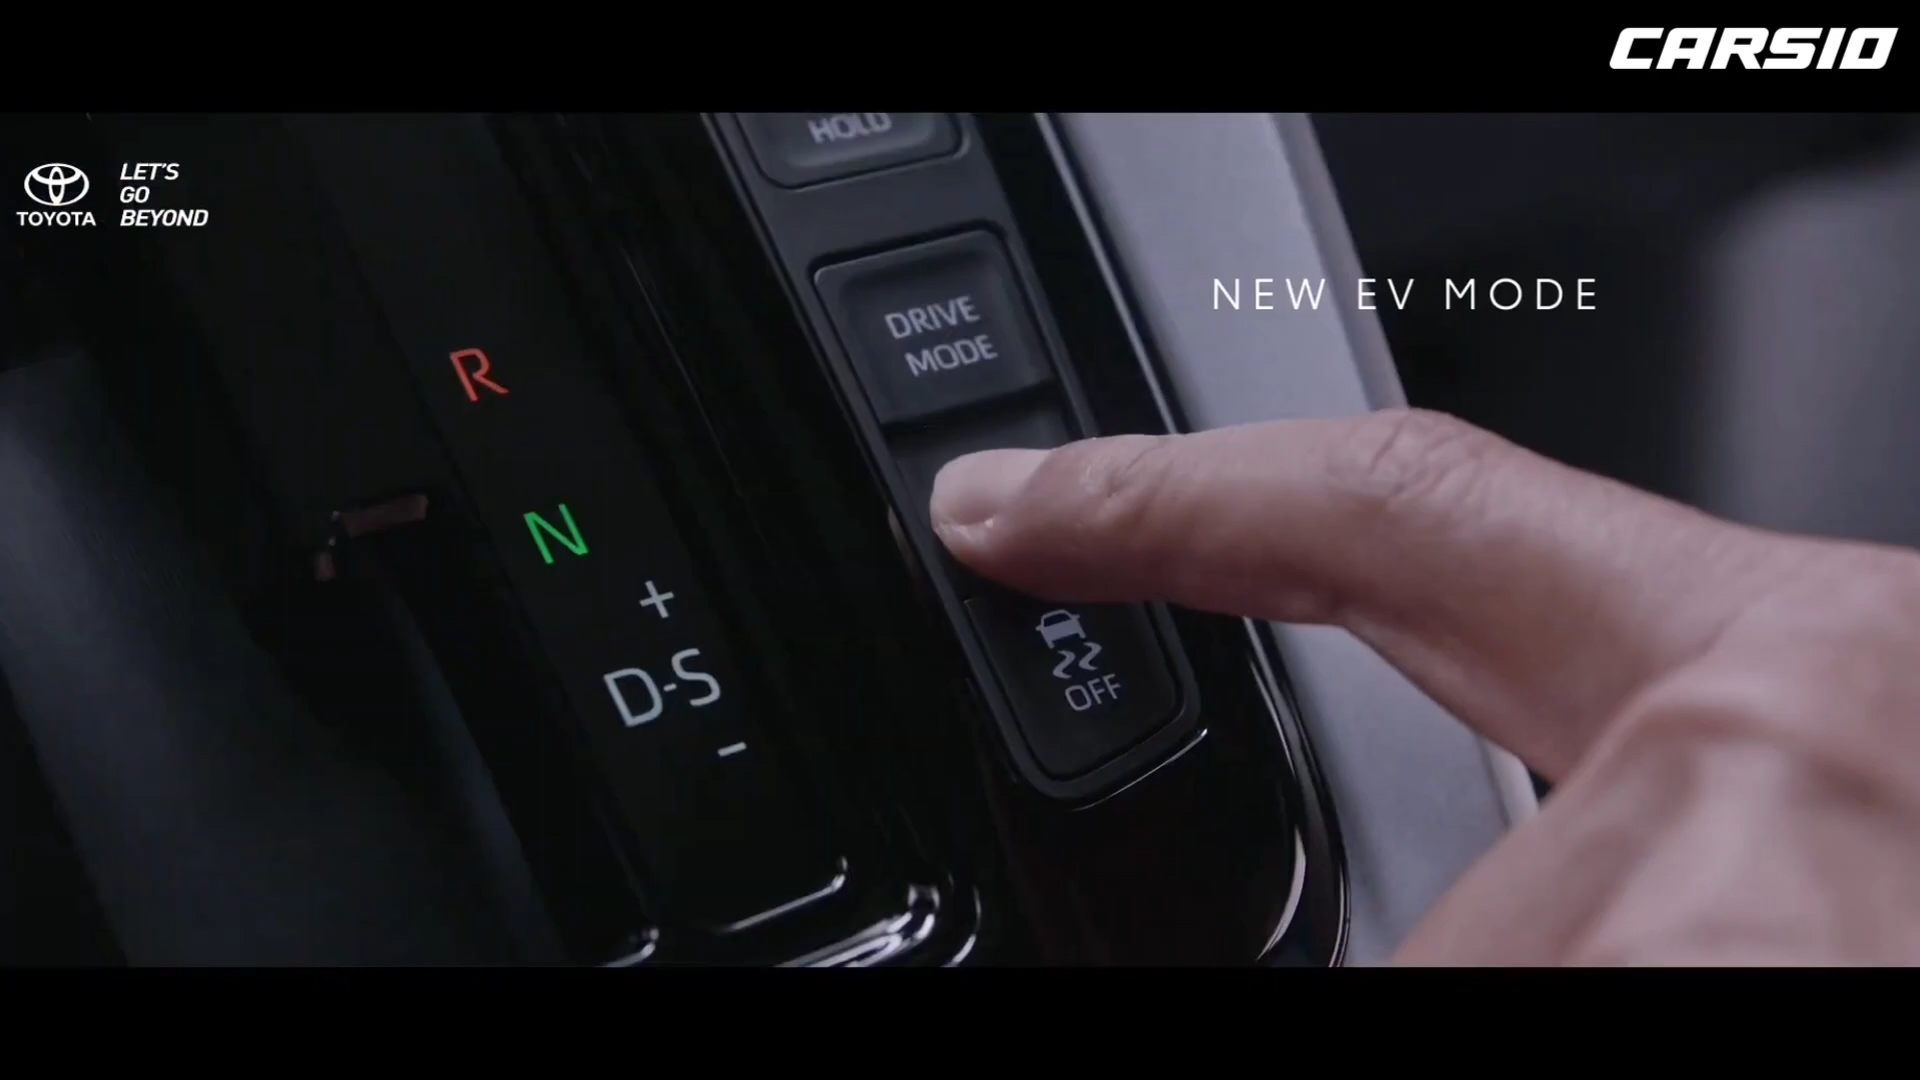 CARSIO
TOYOTA
LET'S
GO
BEYOND
HOLD
DRIVE
MODE
NEW EV MODE
R
N
+
D-S
-
OFF